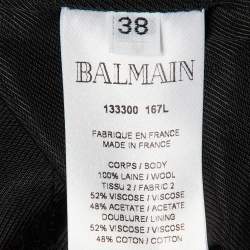 38
BALMAIN
133300 167L
FABRIQUE EN FRANCE
MADE IN FRANCE
CORPS / BODY
100% LAINE / WOOL
TISSU 2 / FABRIC 2
52% VISCOSE / VISCOSE
48% ACETATE / ACETATE
DOUBLURE/ LINING
52% VISCOSE / VISCOSE
48% COTON / COTTON